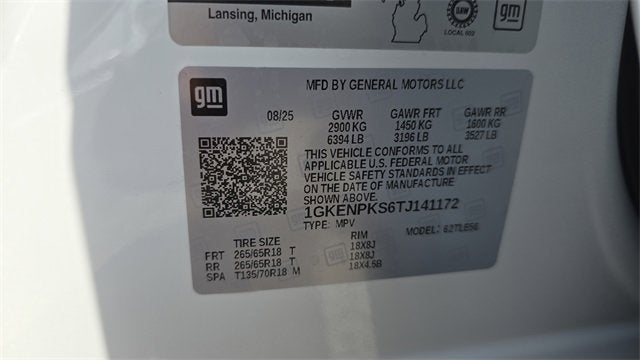 Lansing, Michigan
UAW
LOCAL 602
gm
gm
MFD BY GENERAL MOTORS LLC
08/25 GVWR GAWR FRT GAWR RR
2900 KG 1450 KG 1600 KG
6394 LB 3196 LB 3527 LB
THIS VEHICLE CONFORMS TO ALL
APPLICABLE U.S. FEDERAL MOTOR
VEHICLE SAFETY STANDARDS IN EFFECT
ON THE DATE OF MANUFACTURE
SHOWN ABOVE.
1GKENPKS6TJ141172
TYPE: MPV MODEL: 62TLE56
TIRE SIZE RIM
FRT 265/65R18 T 18X8J
RR 265/65R18 T 18X8J
SPA T135/70R18 M 18X4.5B